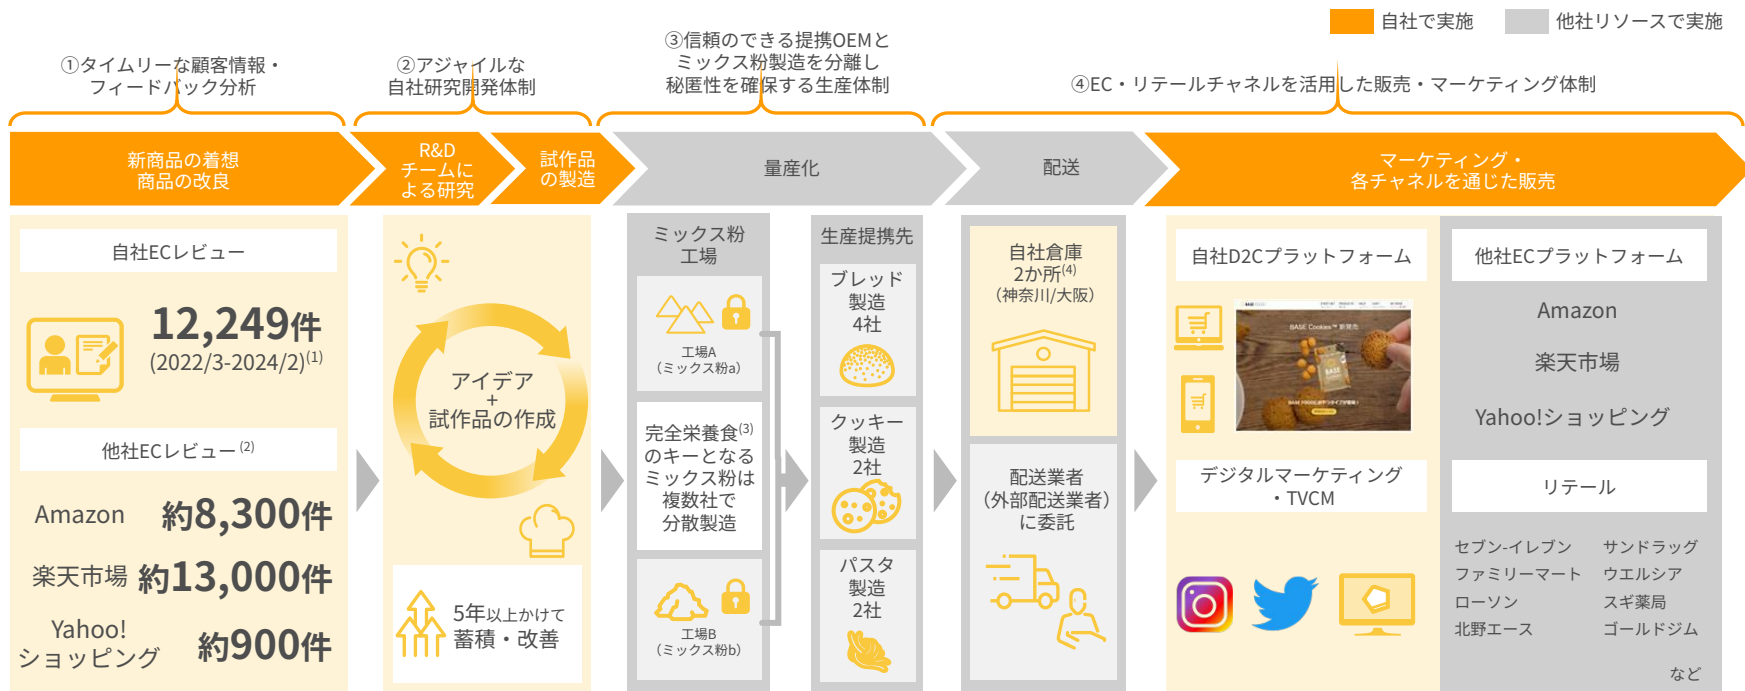 自社で実施
他社リソースで実施
①タイムリーな顧客情報・
フィードバック分析
②アジャイルな
自社研究開発体制
③信頼のできる提携OEMと
ミックス粉製造を分離し
秘匿性を確保する生産体制
④EC・リテールチャネルを活用した販売・マーケティング体制
新商品の着想
商品の改良
R&D
チームに
よる研究
試作品
の製造
量産化
配送
マーケティング・
各チャネルを通じた販売
自社ECレビュー
12,249件
(2022/3-2024/2)(1)
他社ECレビュー(2)
Amazon 約8,300件
楽天市場 約13,000件
Yahoo!
ショッピング 約900件
アイデア
+
試作品の作成
5年以上かけて
蓄積・改善
ミックス粉
工場
工場A
（ミックス粉a）
完全栄養食(3)
のキーとなる
ミックス粉は
複数社で
分散製造
工場B
（ミックス粉b）
生産提携先
ブレッド
製造
4社
クッキー
製造
2社
パスタ
製造
2社
自社倉庫
2か所(4)
（神奈川/大阪）
配送業者
（外部配送業者）
に委託
自社D2Cプラットフォーム
BASE Cookies™ 新発売
BASE
デジタルマーケティング
・TVCM
他社ECプラットフォーム
Amazon
楽天市場
Yahoo!ショッピング
リテール
セブン-イレブン
ファミリーマート
ローソン
北野エース
サンドラッグ
ウエルシア
スギ薬局
ゴールドジム
など